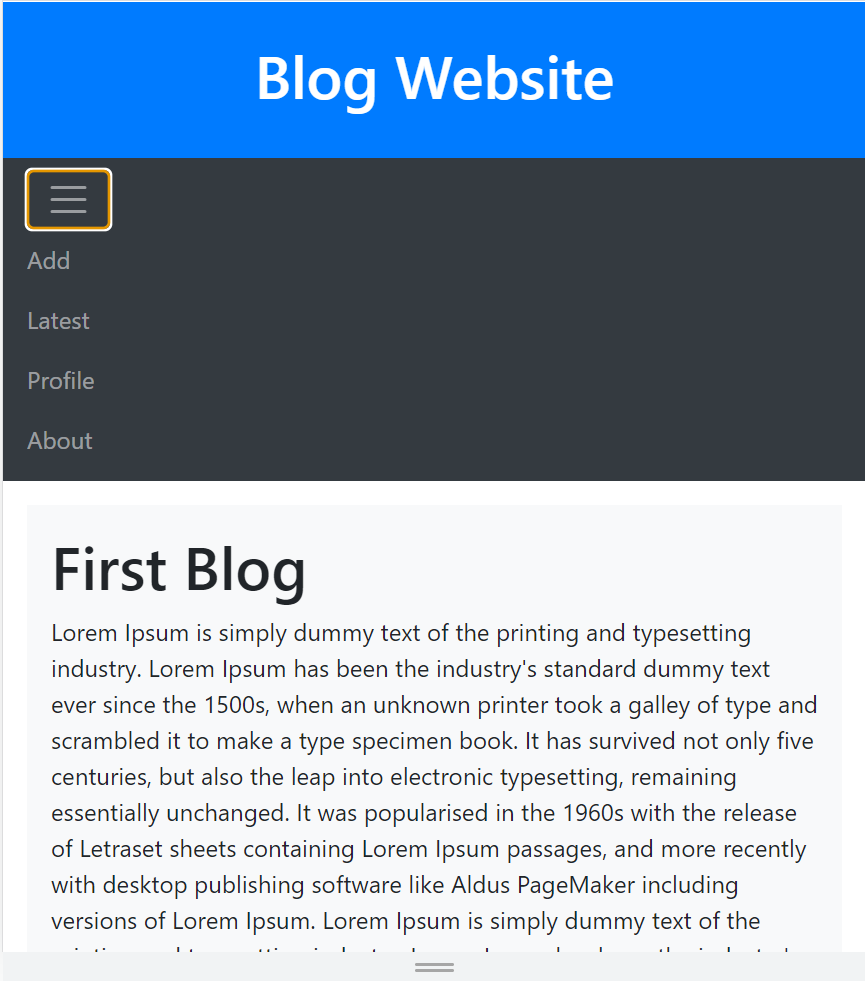 Blog Website
Add
Latest
Profile
About
First Blog
Lorem Ipsum is simply dummy text of the printing and typesetting
industry. Lorem Ipsum has been the industry's standard dummy text
ever since the 1500s, when an unknown printer took a galley of type and
scrambled it to make a type specimen book. It has survived not only five
centuries, but also the leap into electronic typesetting, remaining
essentially unchanged. It was popularised in the 1960s with the release
of Letraset sheets containing Lorem Ipsum passages, and more recently
with desktop publishing software like Aldus PageMaker including
versions of Lorem Ipsum. Lorem Ipsum is simply dummy text of the